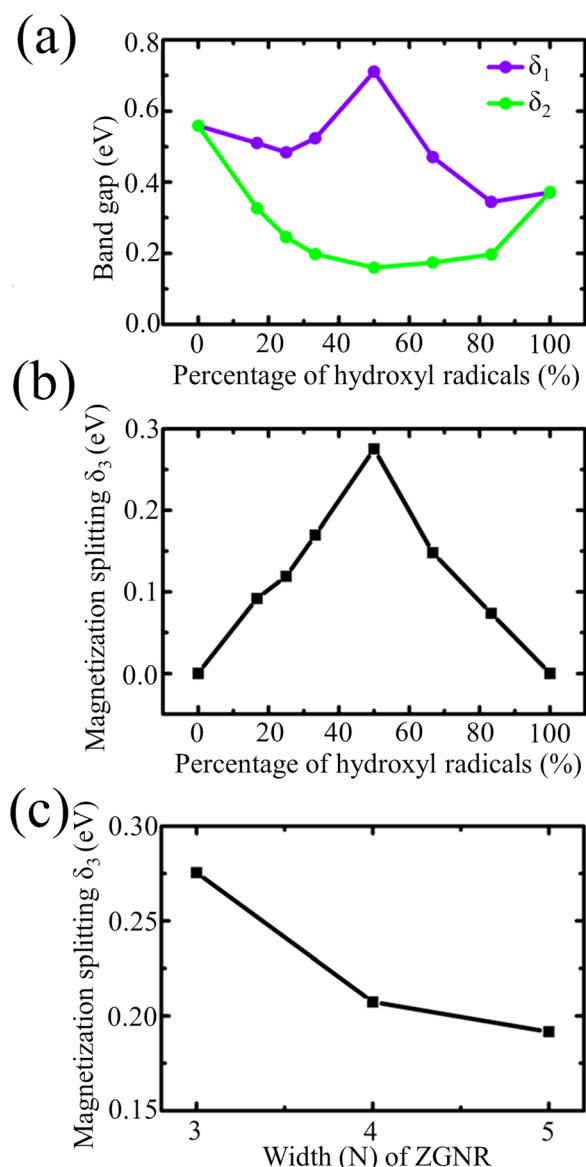 (a)
Band gap (eV)
0.8
0.6
0.4
0.2
0.0
δ1
δ2
0 20 40 60 80 100
Percentage of hydroxyl radicals (%)
(b)
Magnetization splitting δ3 (eV)
0.3
0.2
0.1
0.0
0 20 40 60 80 100
Percentage of hydroxyl radicals (%)
(c)
Magnetization splitting δ3 (eV)
0.30
0.25
0.20
0.15
3 4 5
Width (N) of ZGNR